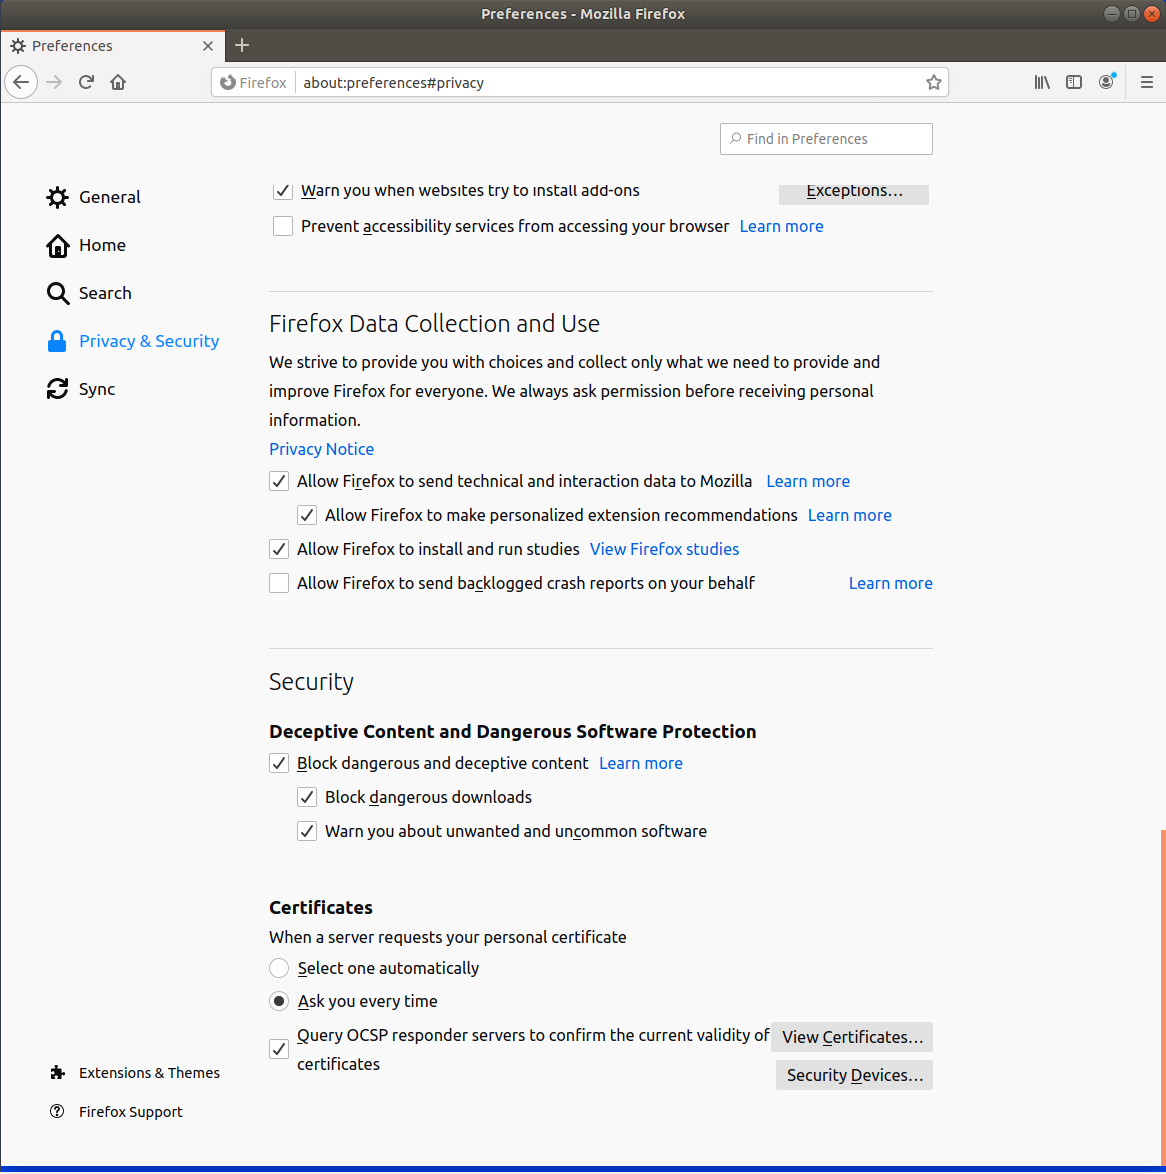 Preferences - Mozilla Firefox
Preferences
Firefox about:preferences#privacy
Find in Preferences
General
Home
Search
Privacy & Security
Sync
Extensions & Themes
Firefox Support
Warn you when websites try to install add-ons
Exceptions...
Prevent accessibility services from accessing your browser Learn more
Firefox Data Collection and Use
We strive to provide you with choices and collect only what we need to provide and
improve Firefox for everyone. We always ask permission before receiving personal
information.
Privacy Notice
Allow Firefox to send technical and interaction data to Mozilla Learn more
Allow Firefox to make personalized extension recommendations Learn more
Allow Firefox to install and run studies View Firefox studies
Allow Firefox to send backlogged crash reports on your behalf Learn more
Security
Deceptive Content and Dangerous Software Protection
Block dangerous and deceptive content Learn more
Block dangerous downloads
Warn you about unwanted and uncommon software
Certificates
When a server requests your personal certificate
Select one automatically
Ask you every time
Query OCSP responder servers to confirm the current validity of
certificates
View Certificates...
Security Devices...